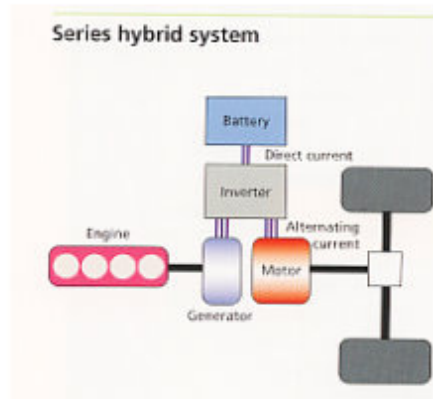 Series hybrid system
Battery
Direct current
Inverter
Engine
Alternating
current
Motor
Generator